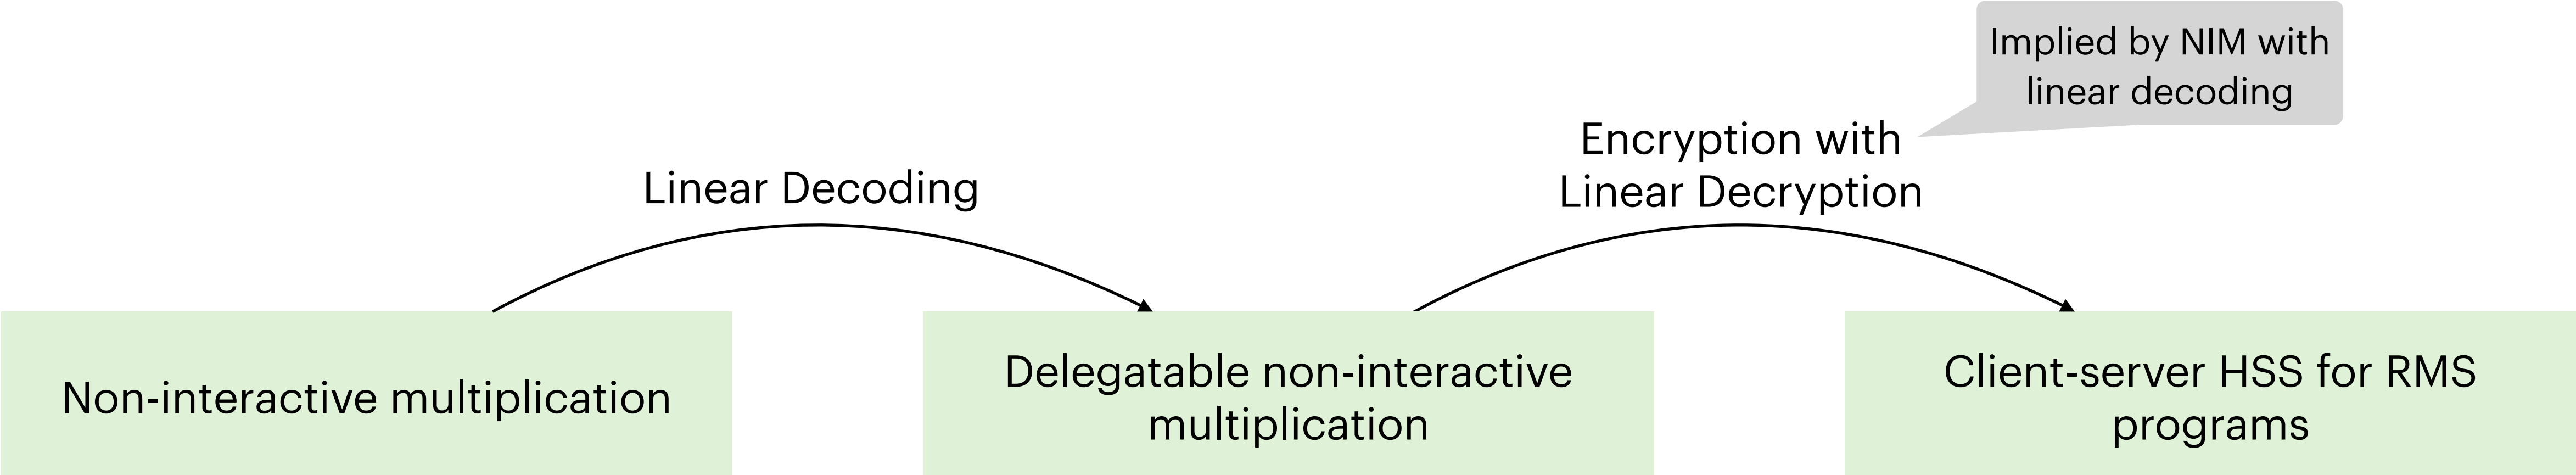 Implied by NIM with
linear decoding
Encryption with
Linear Decryption
Linear Decoding
Non-interactive multiplication
Delegatable non-interactive
multiplication
Client-server HSS for RMS
programs